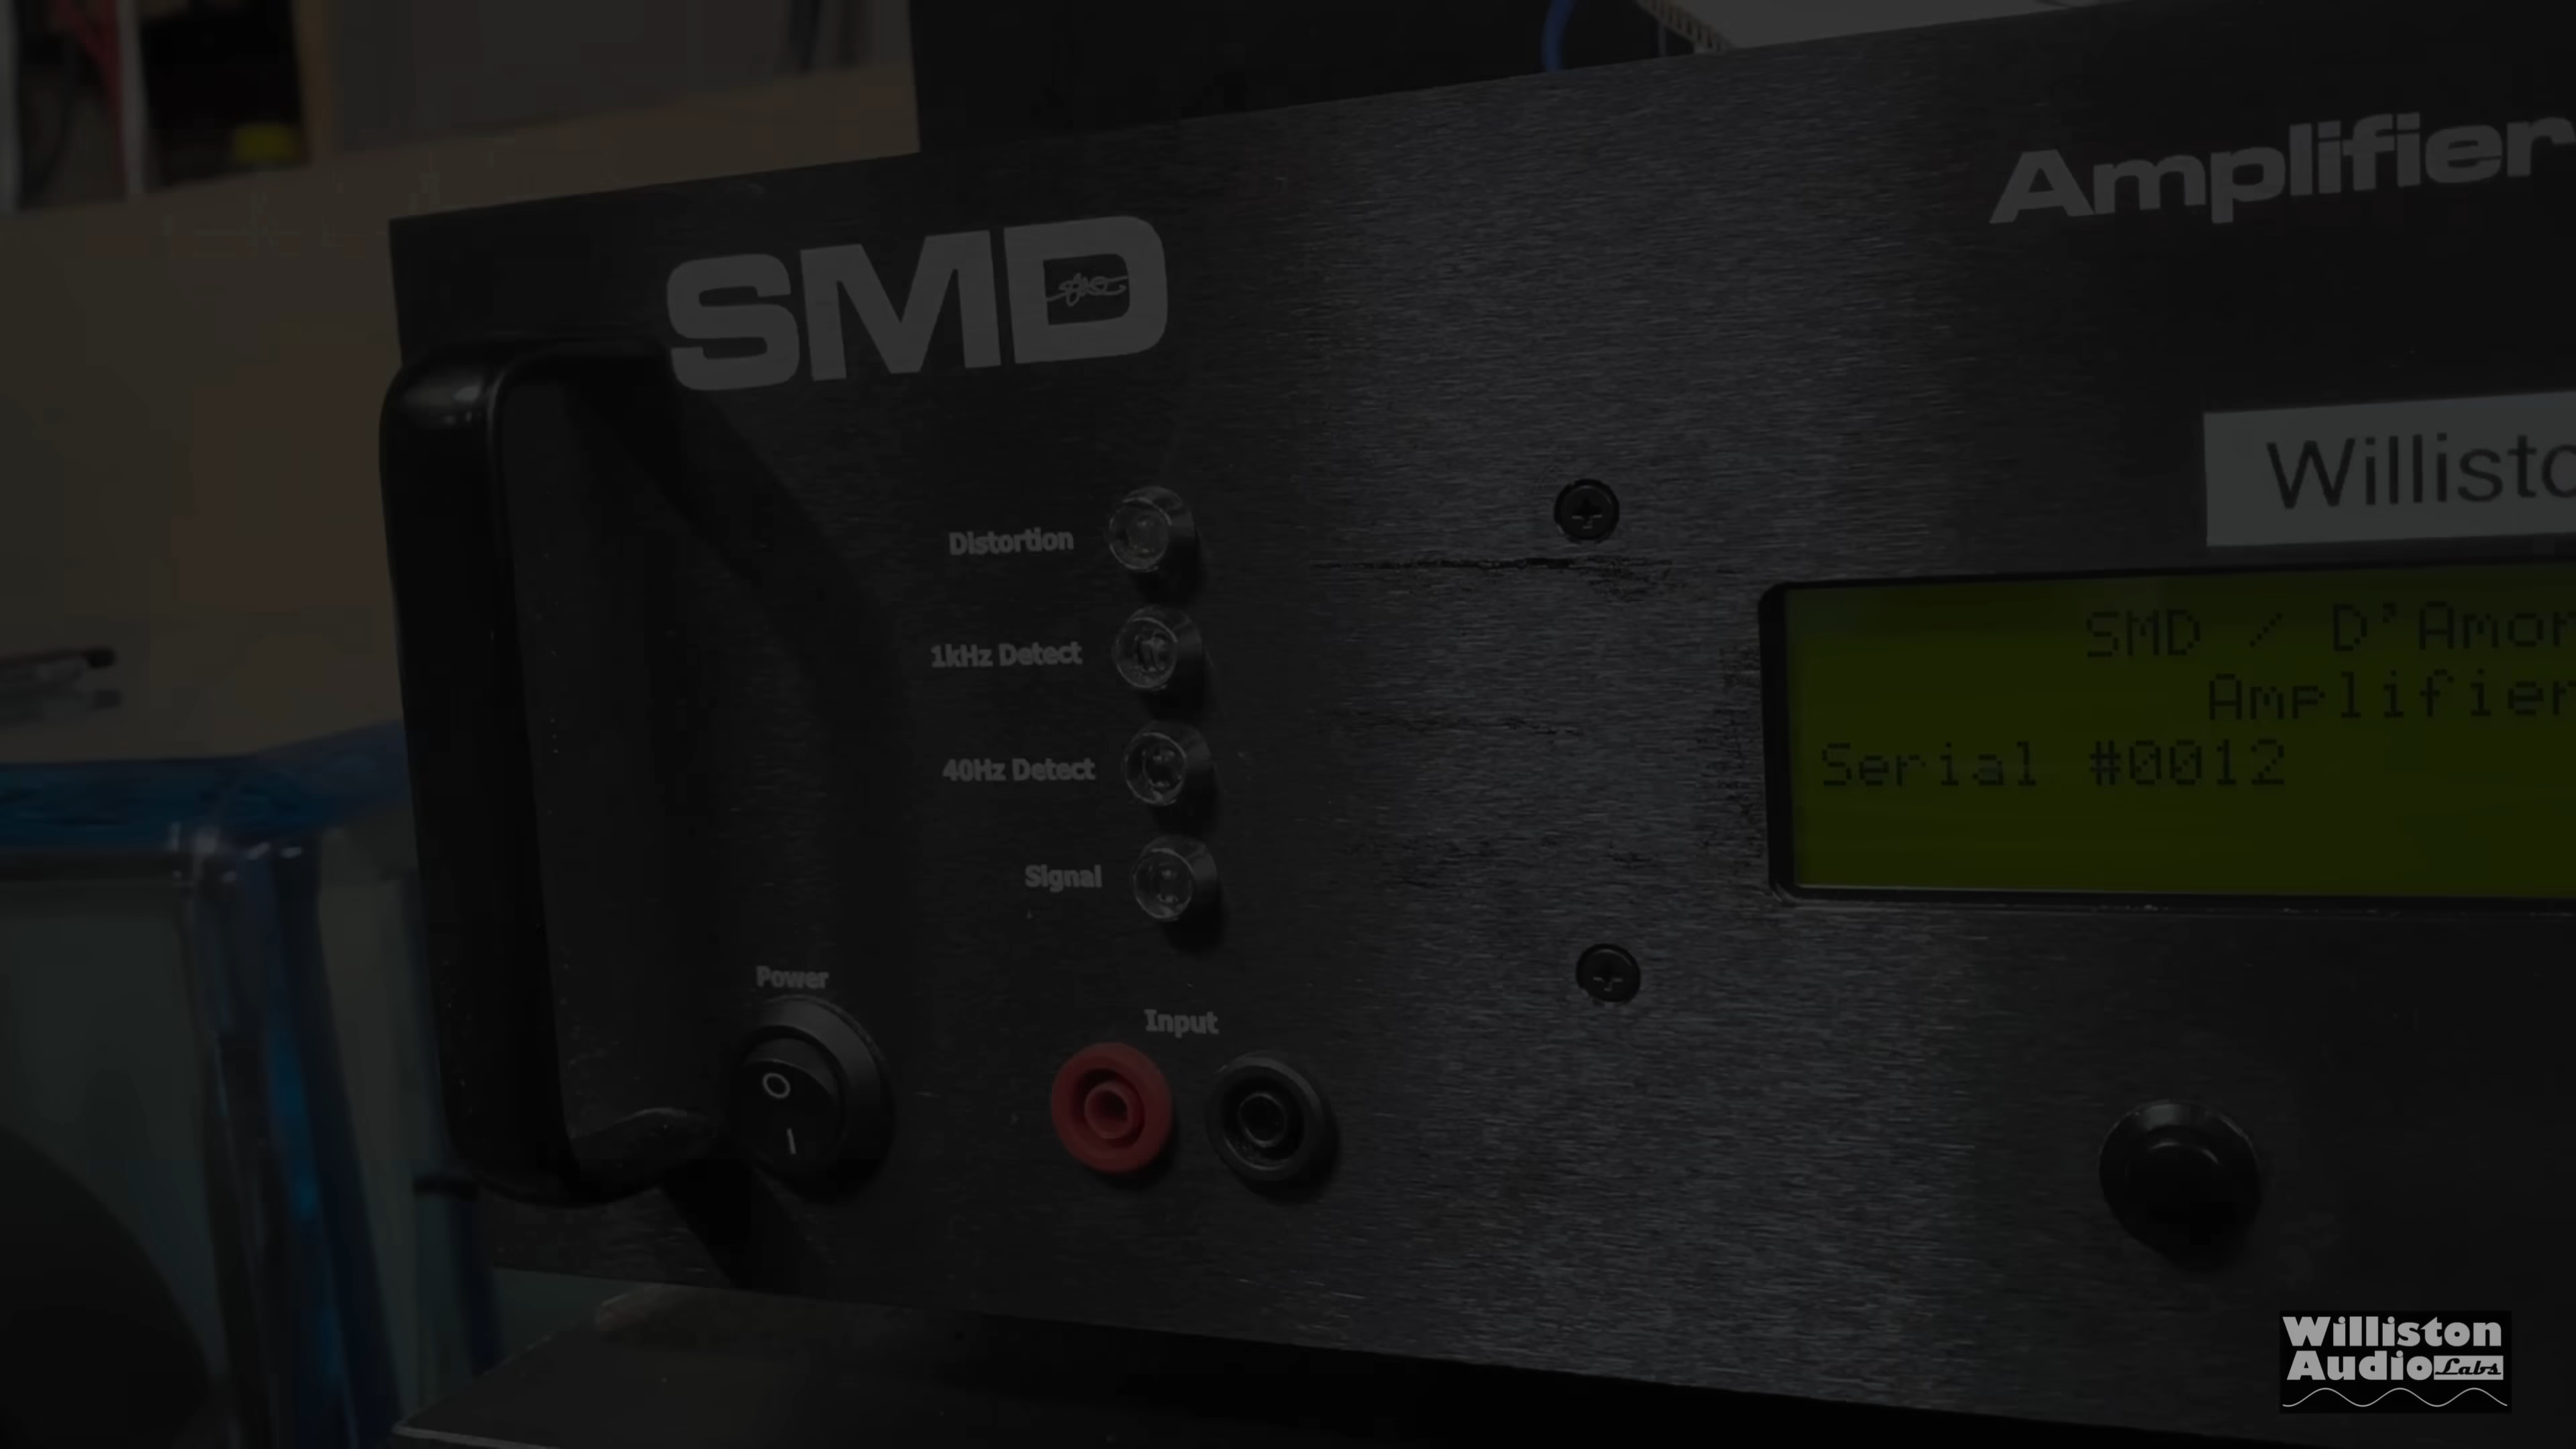 SMD
Amplifier
Willisto
Distortion
1kHz Detect
40Hz Detect
Signal
SMD / D'Amor
Amplifier
Serial #0012
Power
Input
Williston
Audio Labs